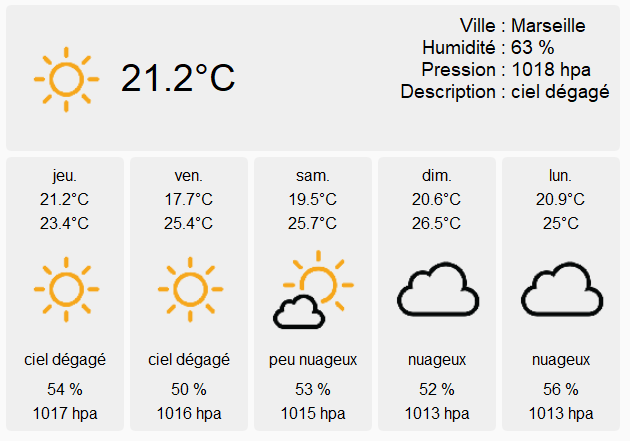 21.2°C
Ville : Marseille
Humidité : 63 %
Pression : 1018 hpa
Description : ciel dégagé
jeu.
21.2°C
23.4°C
ciel dégagé
54 %
1017 hpa
ven.
17.7°C
25.4°C
ciel dégagé
50 %
1016 hpa
sam.
19.5°C
25.7°C
peu nuageux
53 %
1015 hpa
dim.
20.6°C
26.5°C
nuageux
52 %
1013 hpa
lun.
20.9°C
25°C
nuageux
56 %
1013 hpa